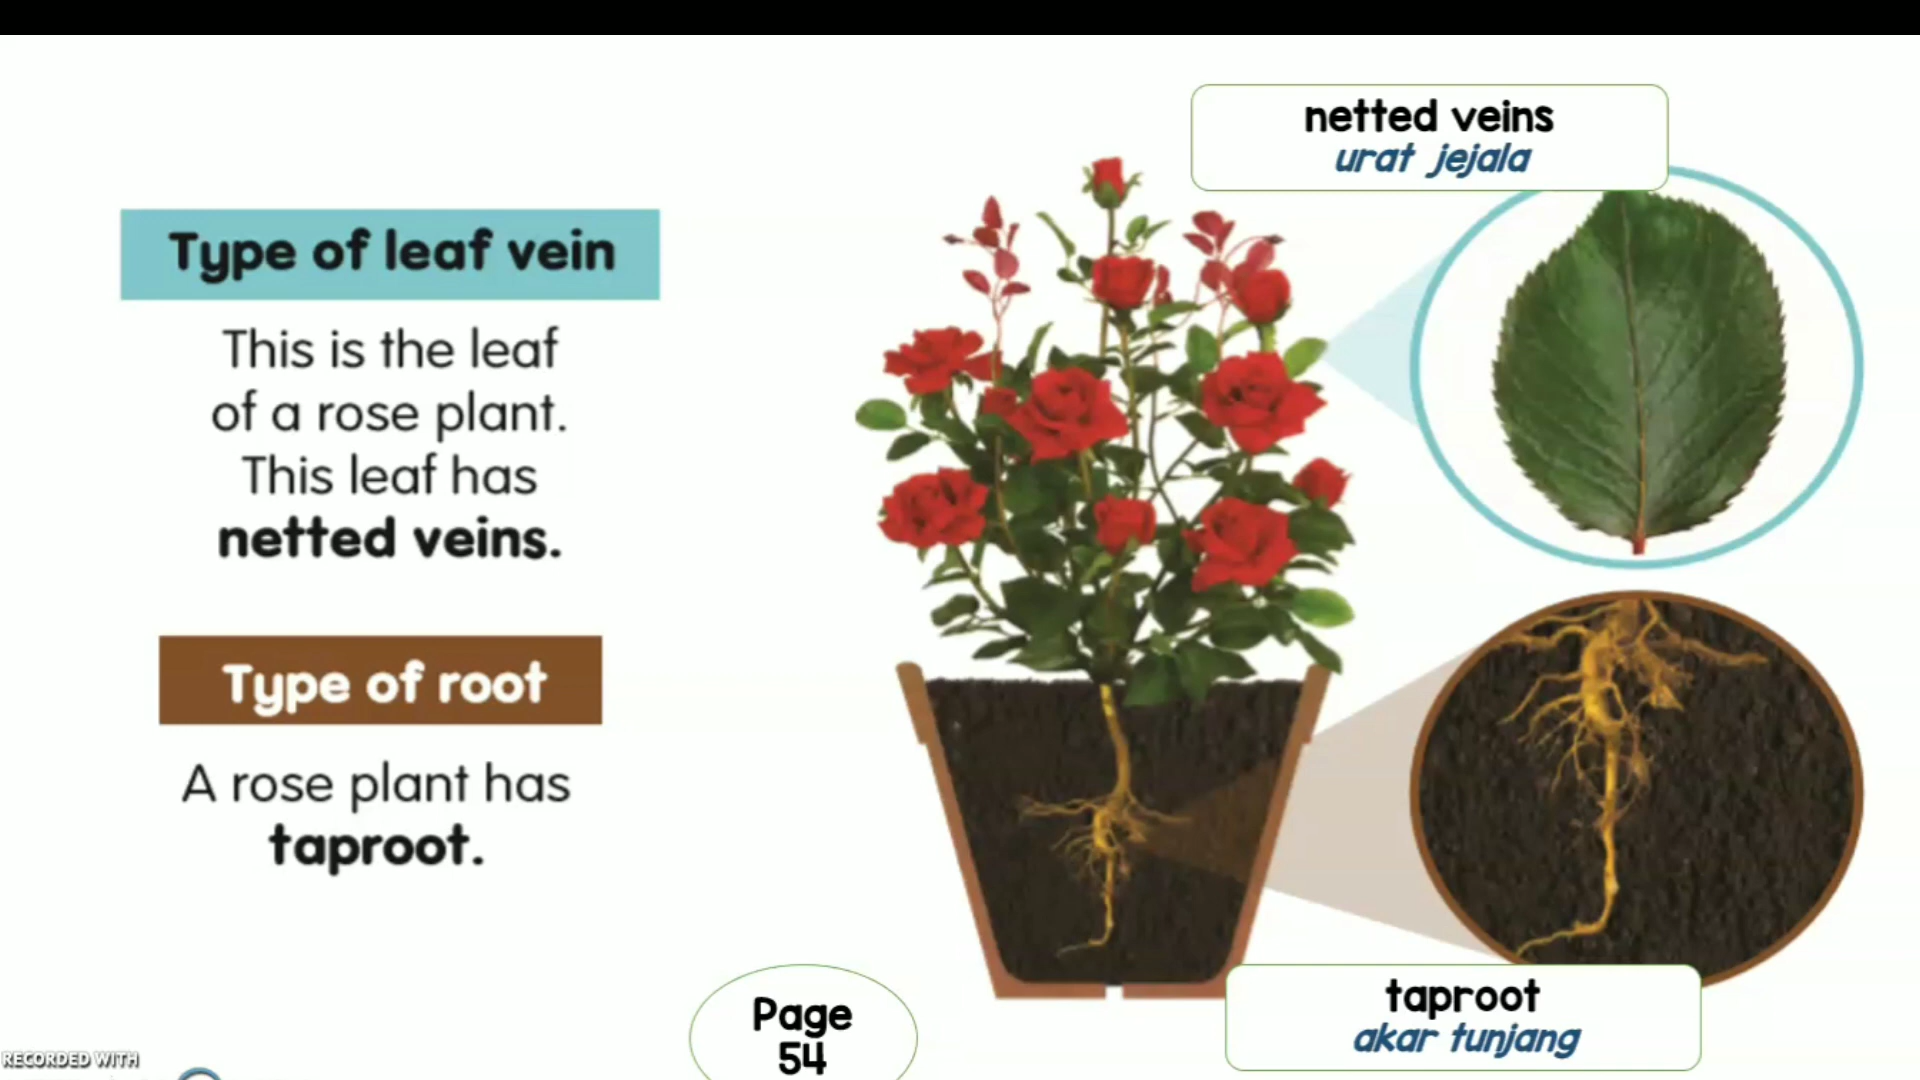 netted veins
urat jejala
Type of leaf vein
This is the leaf
of a rose plant.
This leaf has
netted veins.
Type of root
A rose plant has
taproot.
taproot
akar tunjang
Page
54
RECORDED WITH